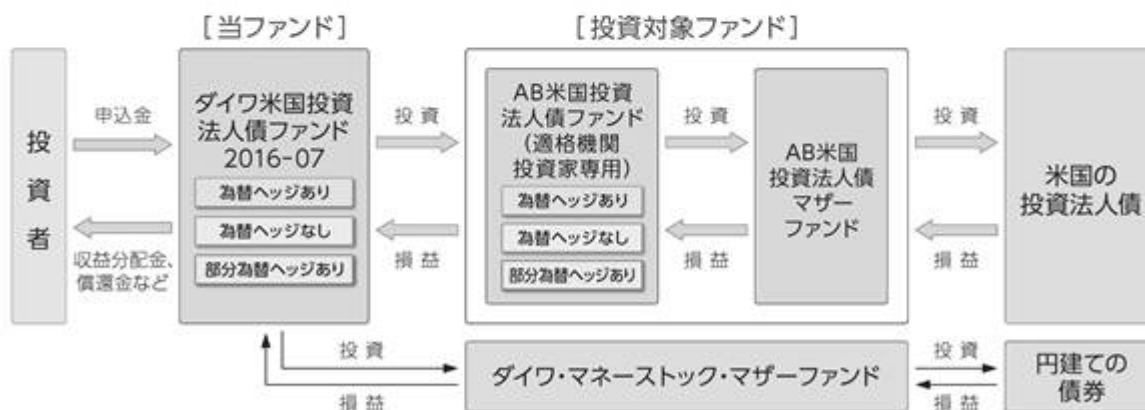 [当ファンド]
[投資対象ファンド]
投資者
申込金
収益分配金、
償還金など
ダイワ米国投資
法人債ファンド
2016-07
為替ヘッジあり
為替ヘッジなし
部分為替ヘッジあり
投資
損益
AB米国投資
法人債ファンド
(適格機関
投資家専用)
為替ヘッジあり
為替ヘッジなし
部分為替ヘッジあり
投資
損益
AB米国
投資法人債
マザー
ファンド
投資
損益
米国の
投資法人債
投資
損益
ダイワ・マネーストック・マザーファンド
投資
損益
円建ての
債券